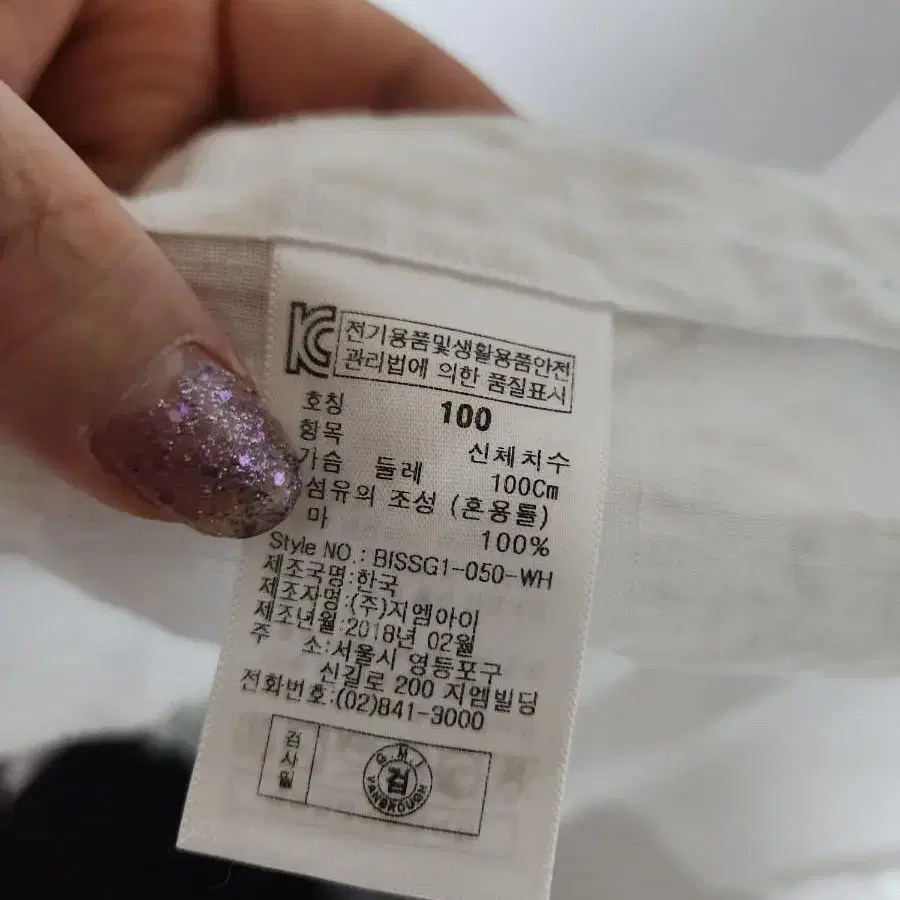 KC 전기용품및생활용품안전
관리법에 의한 품질표시
호칭 100
항목 신체치수
가슴 둘레 100Cm
섬유의 조성 (혼용률)
마 100%
Style NO.: BISSG1-050-WH
제조국명:한국
제조자명:(주)지엠아이
제조년월:2018년 02월
주 소:서울시 영등포구
신길로 200 지엠빌딩
전화번호:(02)841-3000
검사필
G.M.I
검
VANBROUGH